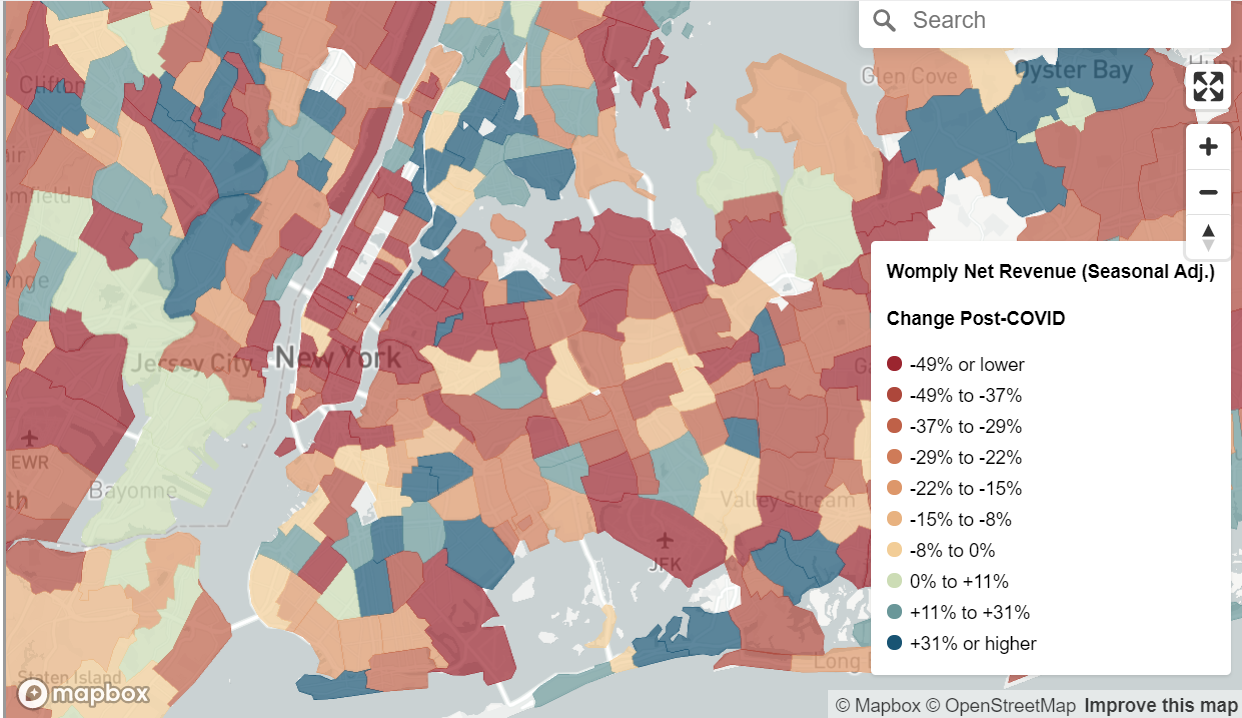 Search
Clifton
Glen Cove
Oyster Bay
Jersey City
New York
EWR
Bayonne
Valley Stream
JFK
Long
Staten Island
mapbox
Womply Net Revenue (Seasonal Adj.)
Change Post-COVID
-49% or lower
-49% to -37%
-37% to -29%
-29% to -22%
-22% to -15%
-15% to -8%
-8% to 0%
0% to +11%
+11% to +31%
+31% or higher
© Mapbox © OpenStreetMap Improve this map